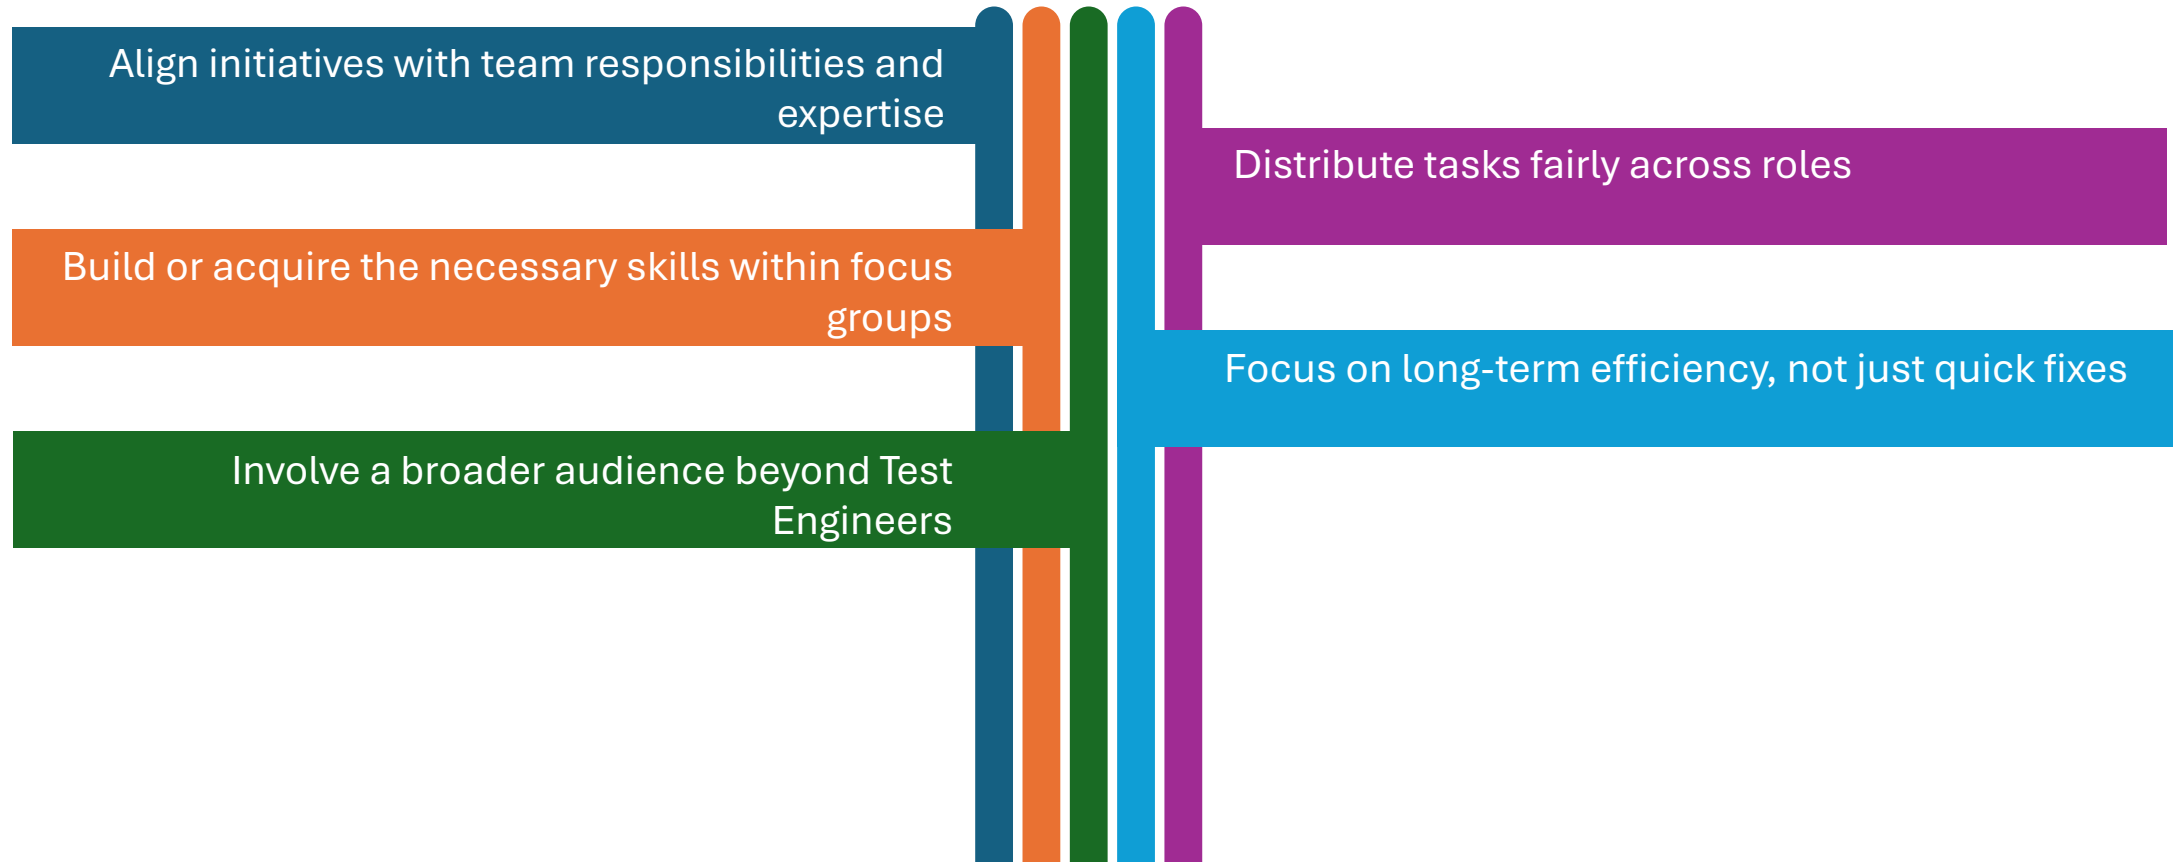 Align initiatives with team responsibilities and
expertise
Distribute tasks fairly across roles
Build or acquire the necessary skills within focus
groups
Focus on long-term efficiency, not just quick fixes
Involve a broader audience beyond Test
Engineers